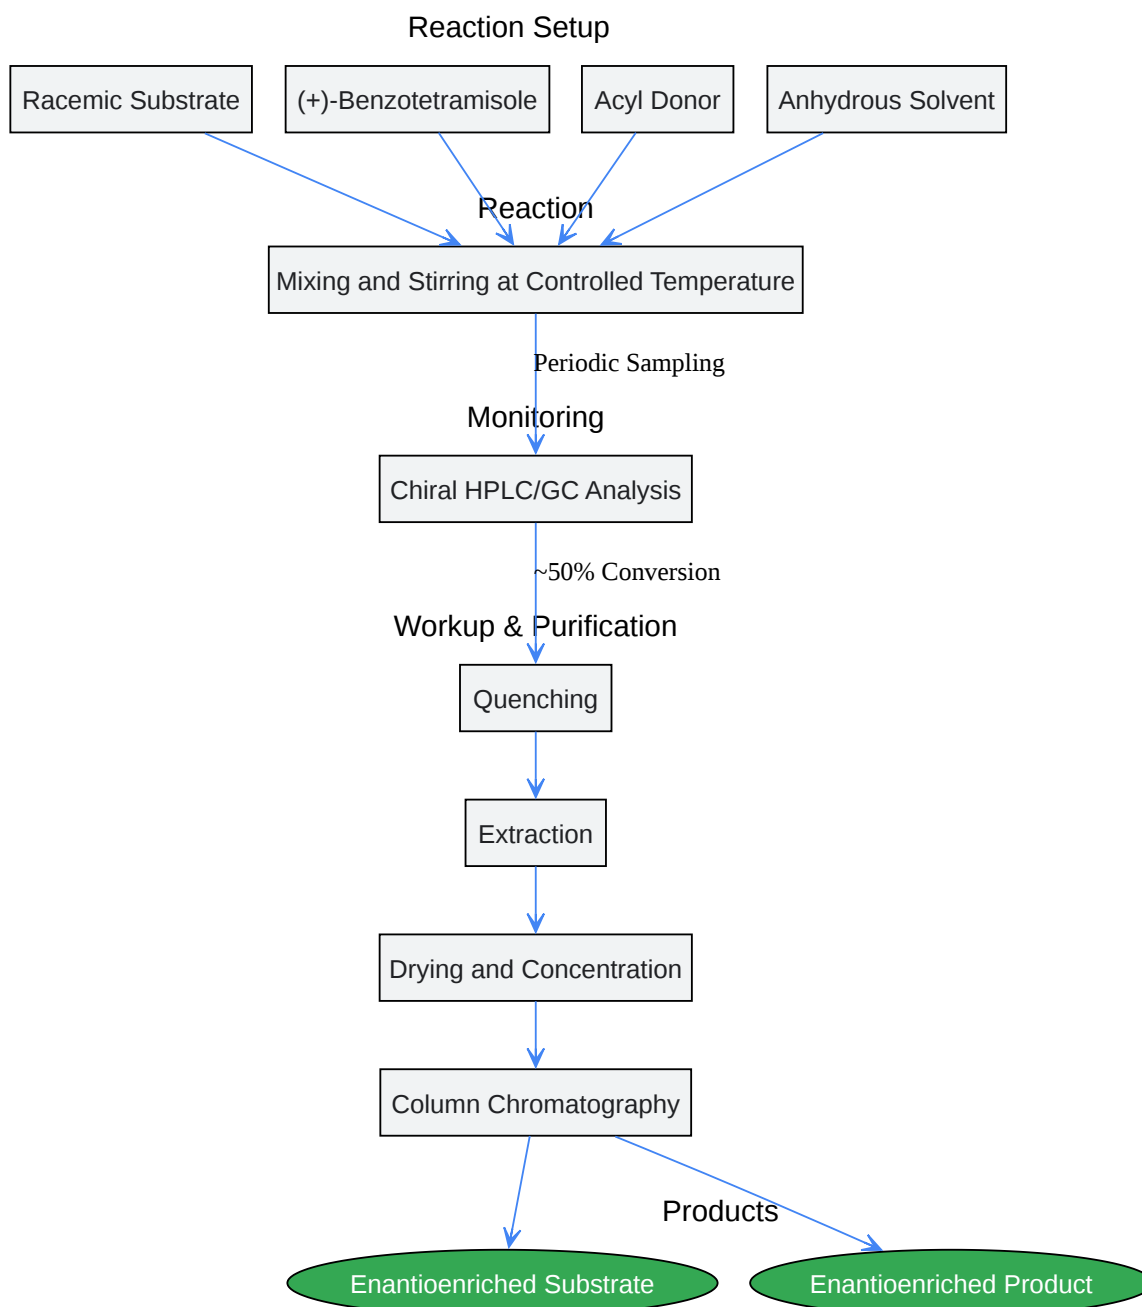 Reaction Setup
Racemic Substrate
(+)-Benzotetramisole
Acyl Donor
Anhydrous Solvent
Reaction
Mixing and Stirring at Controlled Temperature
Periodic Sampling
Monitoring
Chiral HPLC/GC Analysis
~50% Conversion
Workup & Purification
Quenching
Extraction
Drying and Concentration
Column Chromatography
Products
Enantioenriched Substrate
Enantioenriched Product